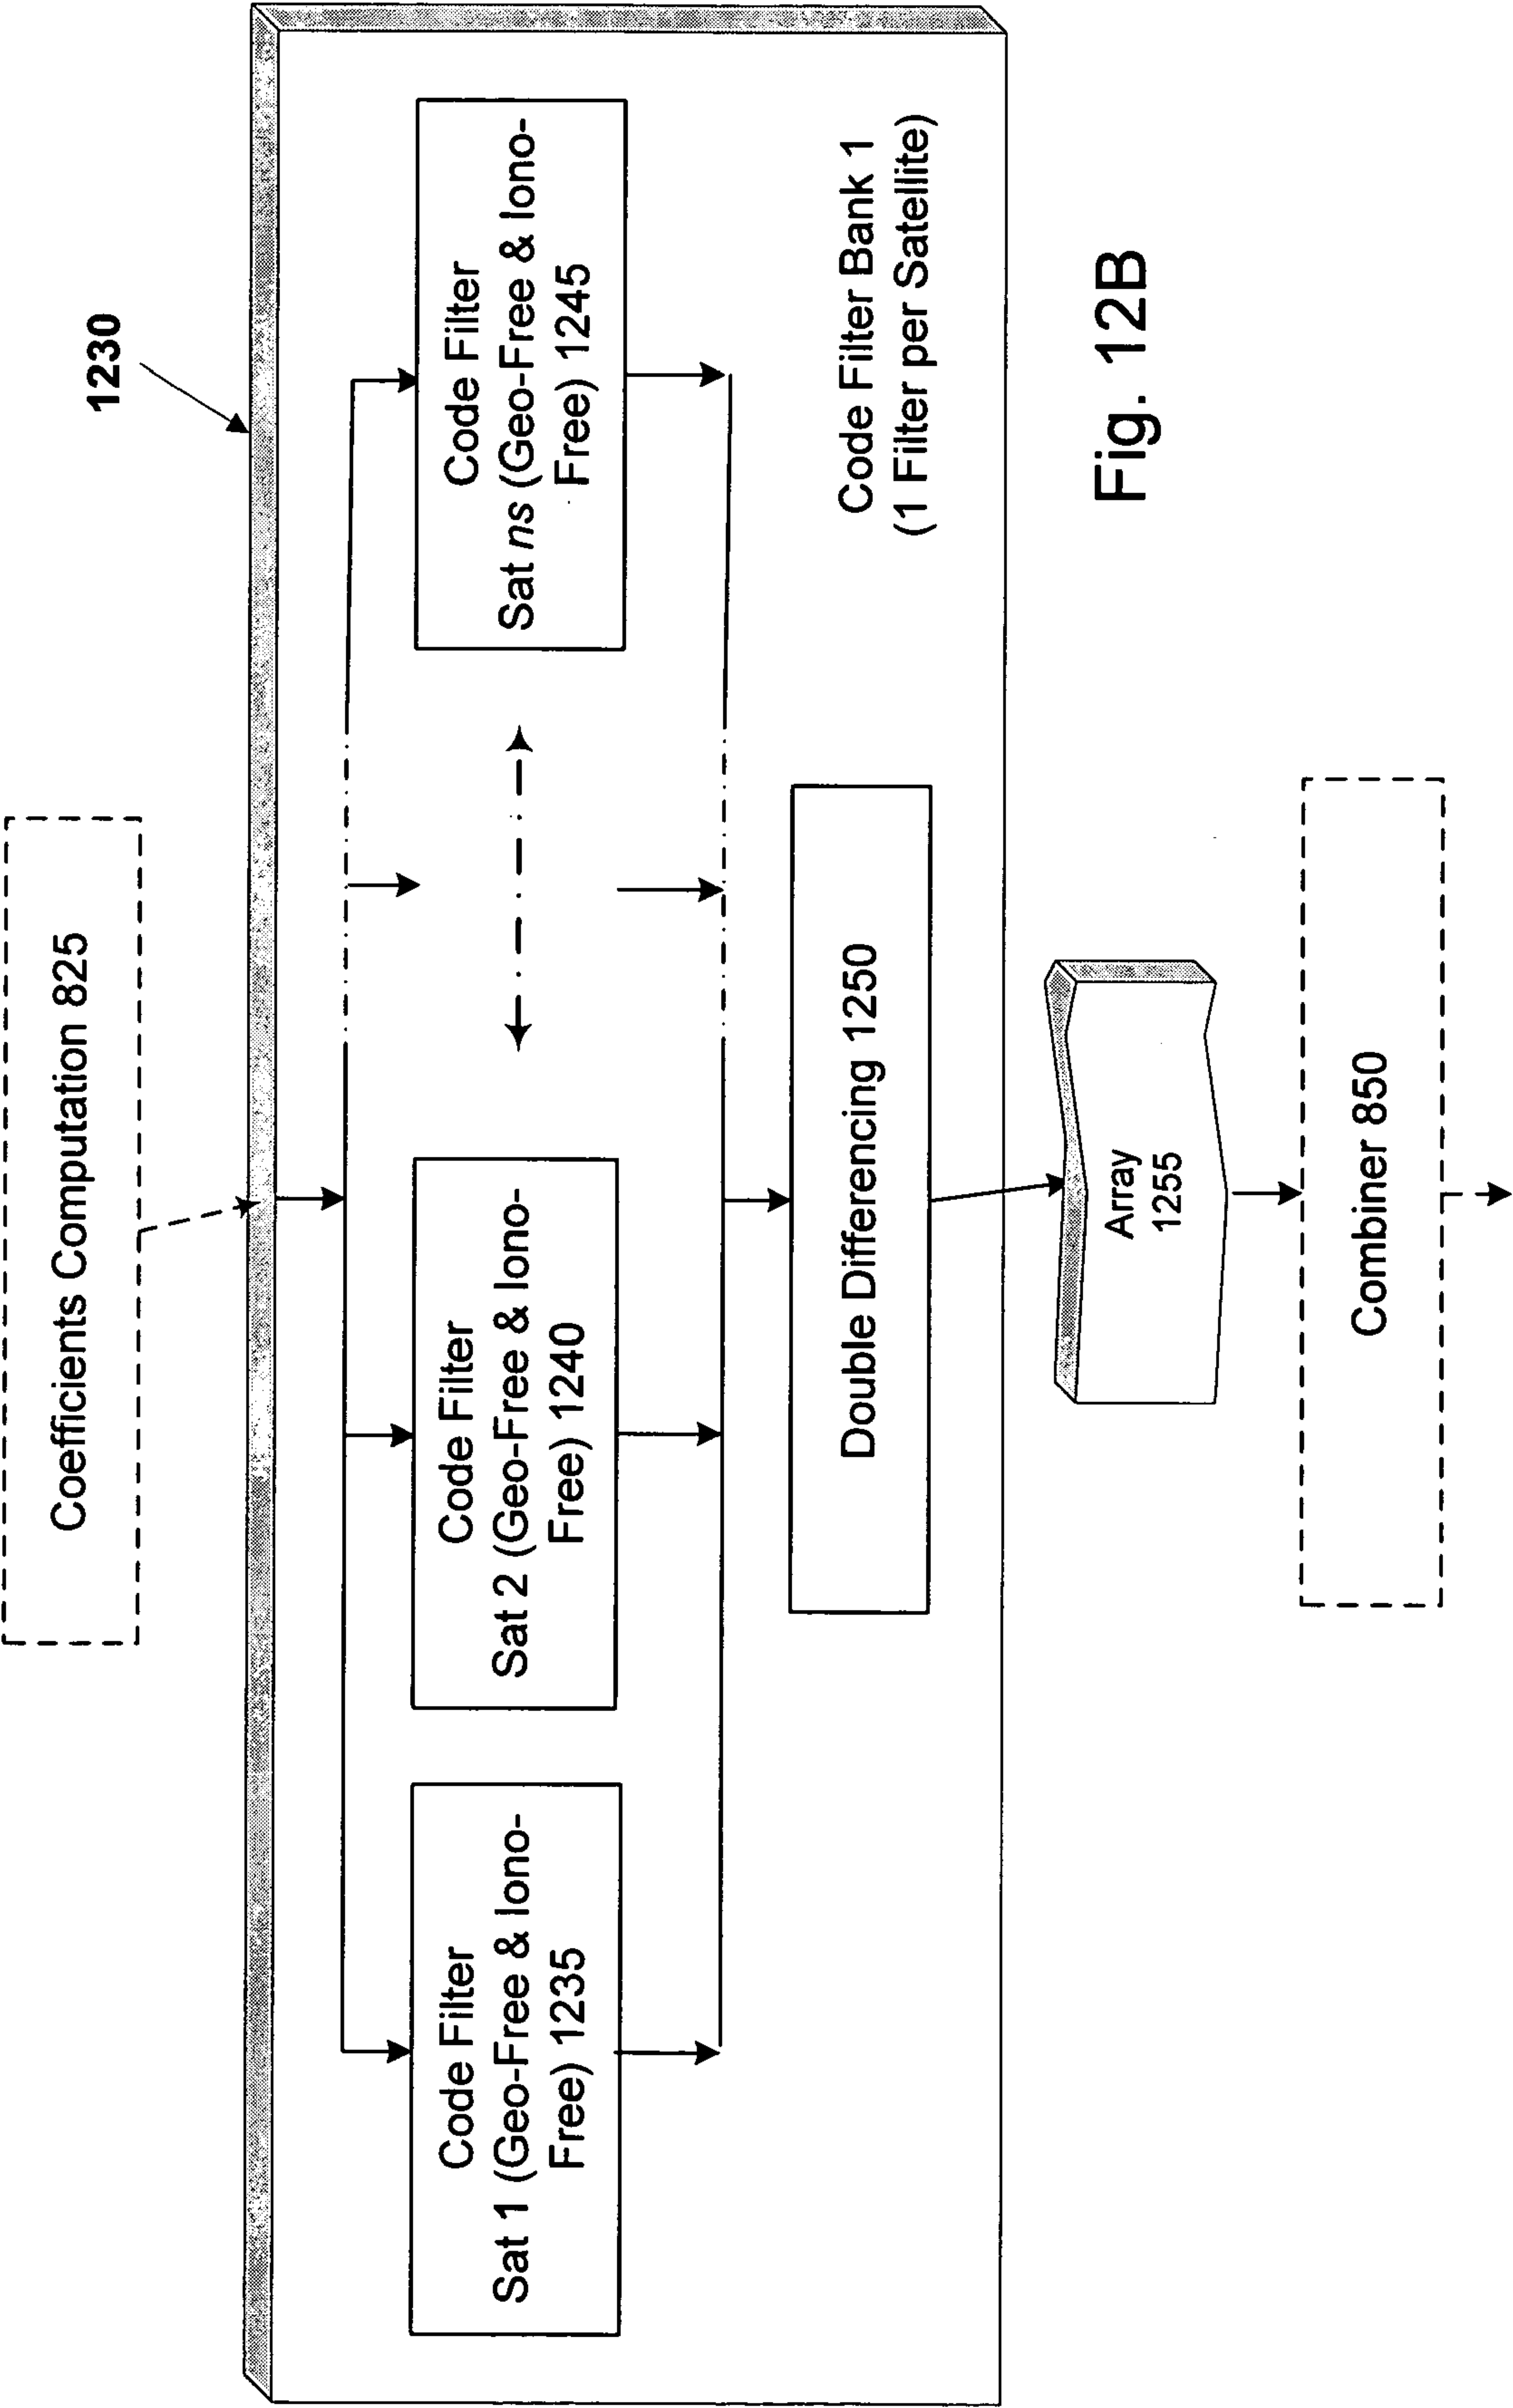 Coefficients Computation 825
1230
Code Filter
Sat 1 (Geo-Free & Iono-
Free) 1235
Code Filter
Sat 2 (Geo-Free & Iono-
Free) 1240
Code Filter
Sat ns (Geo-Free & Iono-
Free) 1245
Double Differencing 1250
Code Filter Bank 1
(1 Filter per Satellite)
Array
1255
Combiner 850
Fig. 12B